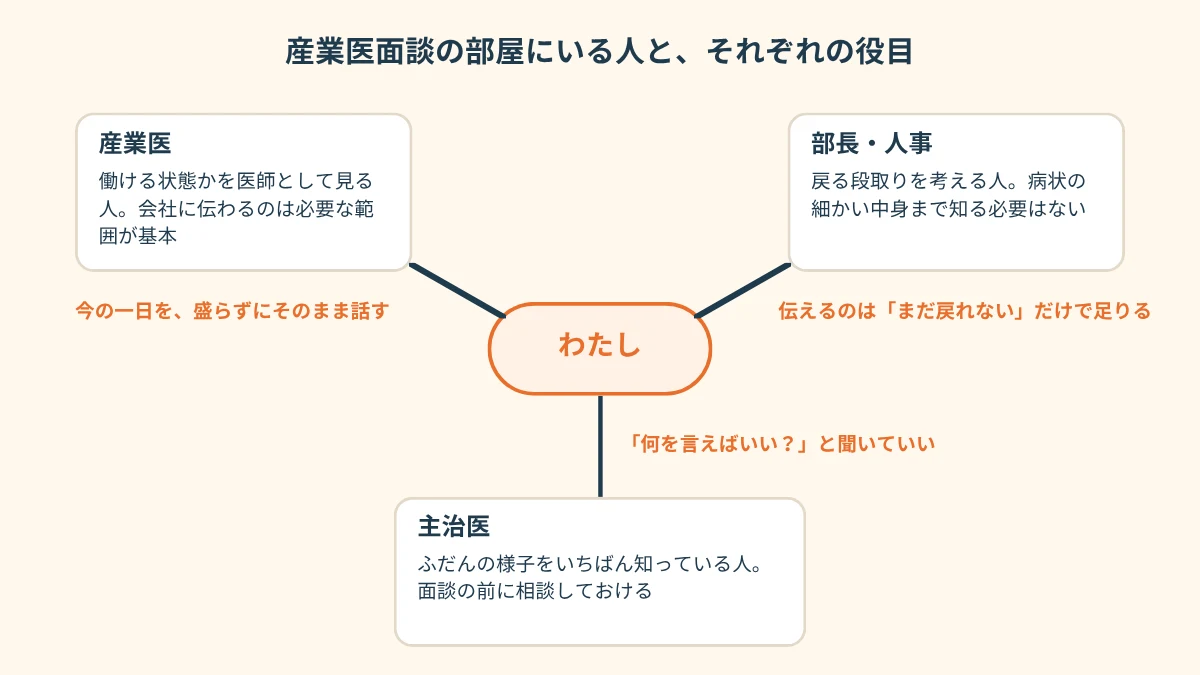 産業医面談の部屋にいる人と、それぞれの役目
産業医
働ける状態かを医師として見る
人。会社に伝わるのは必要な範
囲が基本
今の一日を、盛らずにそのまま話す
部長・人事
戻る段取りを考える人。病状の
細かい中身まで知る必要はない
伝えるのは「まだ戻れない」だけで足りる
わたし
「何を言えばいい？」と聞いていい
主治医
ふだんの様子をいちばん知っている人。
面談の前に相談しておける